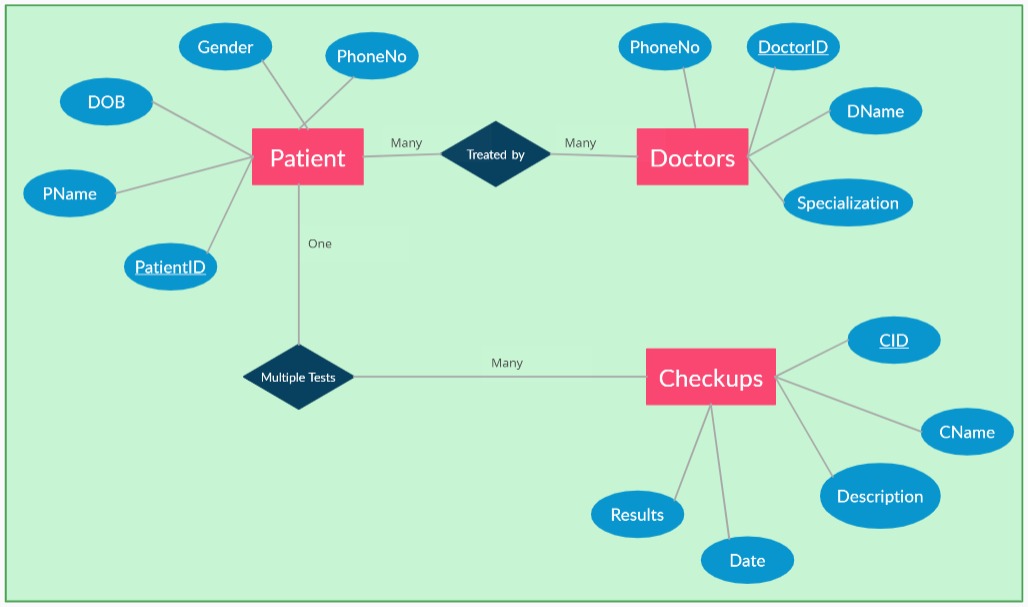 Gender
PhoneNo
PhoneNo
DoctorID
DOB
DName
Patient
Many
Treated by
Many
Doctors
PName
Specialization
One
PatientID
CID
Multiple Tests
Many
Checkups
CName
Description
Results
Date